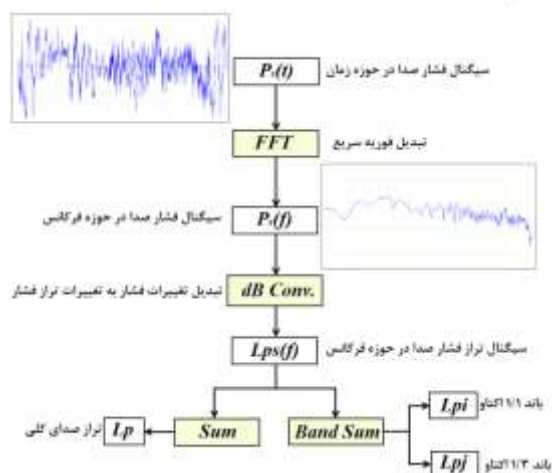 Pₛ(t) سیگنال فشار صدا در حوزه زمان
FFT تبدیل فوریه سریع
سیگنال فشار صدا در حوزه فرکانس Pₛ(f)
تبدیل تغییرات فشار به تغییرات تراز فشار dB Conv.
Lps(f) سیگنال تراز فشار صدا در حوزه فرکانس
Lpi باند ۱/۱ اکتاو
تراز صدای کلی Lp Sum Band Sum
Lpj باند ۱/۳ اکتاو